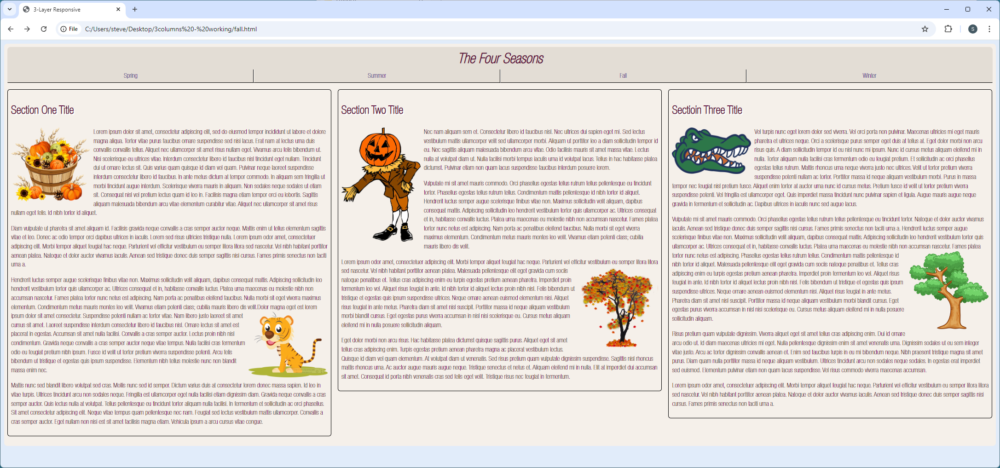 3-Layer Responsive
File
C:/Users/steve/Desktop/3columns%20-%20working/fall.html
S
The Four Seasons
Spring
Summer
Fall
Winter
Section One Title
Lorem ipsum dolor sit amet, consectetur adipiscing elit, sed do eiusmod tempor incididunt ut labore et dolore
magna aliqua. Tortor vitae purus faucibus ornare suspendisse sed nisi lacus. Erat nam at lectus urna duis
convallis convallis tellus. Aliquet nec ullamcorper sit amet risus nullam eget. Vivamus arcu felis bibendum ut.
Nisi scelerisque eu ultrices vitae. Interdum consectetur libero id faucibus nisl tincidunt eget nullam. Tincidunt
dui ut ornare lectus sit. Quis varius quam quisque id diam vel quam. Pulvinar neque laoreet suspendisse
interdum consectetur libero id faucibus. In ante metus dictum at tempor commodo. In aliquam sem fringilla ut
morbi tincidunt augue interdum. Scelerisque viverra mauris in aliquam. Non sodales neque sodales ut etiam
sit. Consequat nisl vel pretium lectus quam id leo in. Facilisis magna etiam tempor orci eu lobortis. Sagittis
aliquam malesuada bibendum arcu vitae elementum curabitur vitae. Aliquet nec ullamcorper sit amet risus
nullam eget felis. Id nibh tortor id aliquet.
Diam vulputate ut pharetra sit amet aliquam id. Facilisis gravida neque convallis a cras semper auctor neque. Mattis enim ut tellus elementum sagittis
vitae et leo. Donec ac odio tempor orci dapibus ultrices in iaculis. Lorem sed risus ultricies tristique nulla. Lorem ipsum odor amet, consectetuer
adipiscing elit. Morbi tempor aliquet feugiat hac neque. Parturient vel efficitur vestibulum eu semper litora litora sed nascetur. Vel nibh habitant porttitor
aenean platea. Natoque et dolor auctor vivamus iaculis. Aenean sed tristique donec duis semper sagittis nisi cursus. Fames primis senectus non taciti
urna a.
Hendrerit luctus semper augue scelerisque finibus vitae non. Maximus sollicitudin velit aliquam, dapibus consequat mattis. Adipiscing sollicitudin leo
hendrerit vestibulum tortor quis ullamcorper ac. Ultrices consequat et in, habitasse convallis luctus. Platea urna maecenas eu molestie nibh non
accumsan nascetur. Fames platea tortor nunc netus est adipiscing. Nam porta ac penatibus eleifend faucibus. Nulla morbi sit eget viverra maximus
elementum. Condimentum metus mauris montes leo velit. Vivamus etiam potenti class; cubilia mauris libero dis velit.Dolor magna eget est lorem
ipsum dolor sit amet consectetur. Suspendisse potenti nullam ac tortor vitae. Nam libero justo laoreet sit amet
cursus sit amet. Laoreet suspendisse interdum consectetur libero id faucibus nisl. Ornare lectus sit amet est
placerat in egestas. Accumsan sit amet nulla facilisi. Convallis a cras semper auctor. Lectus proin nibh nisl
condimentum. Gravida neque convallis a cras semper auctor neque vitae tempus. Nulla facilisi cras fermentum
odio eu feugiat pretium nibh ipsum. Fusce id velit ut tortor pretium viverra suspendisse potenti. Arcu felis
bibendum ut tristique et egestas quis ipsum suspendisse. Elementum nibh tellus molestie nunc non blandit
massa enim nec.
Mattis nunc sed blandit libero volutpat sed cras. Mollis nunc sed id semper. Dictum varius duis at consectetur lorem donec massa sapien. Id leo in
vitae turpis. Ultrices tincidunt arcu non sodales neque. Fringilla est ullamcorper eget nulla facilisi etiam dignissim diam. Gravida neque convallis a cras
semper auctor. Quis lectus nulla at volutpat. Tellus pellentesque eu tincidunt tortor aliquam nulla facilisi. In fermentum et sollicitudin ac orci phasellus.
Sit amet consectetur adipiscing elit. Neque vitae tempus quam pellentesque nec nam. Feugiat sed lectus vestibulum mattis ullamcorper. Convallis a
cras semper auctor. Eget nullam non nisi est sit amet facilisis magna etiam. Vehicula ipsum a arcu cursus vitae congue.
Section Two Title
Nec nam aliquam sem et. Consectetur libero id faucibus nisl. Nec ultrices dui sapien eget mi. Sed lectus
vestibulum mattis ullamcorper velit sed ullamcorper morbi. Aliquam ut porttitor leo a diam sollicitudin tempor id
eu. Nec sagittis aliquam malesuada bibendum arcu vitae. Odio facilisis mauris sit amet massa vitae. Lectus
nulla at volutpat diam ut. Nulla facilisi morbi tempus iaculis urna id volutpat lacus. Tellus in hac habitasse platea
dictumst. Pulvinar etiam non quam lacus suspendisse faucibus interdum posuere lorem.
Vulputate mi sit amet mauris commodo. Orci phasellus egestas tellus rutrum tellus pellentesque eu tincidunt
tortor. Phasellus egestas tellus rutrum tellus. Condimentum mattis pellentesque id nibh tortor id aliquet.
Hendrerit luctus semper augue scelerisque finibus vitae non. Maximus sollicitudin velit aliquam, dapibus
consequat mattis. Adipiscing sollicitudin leo hendrerit vestibulum tortor quis ullamcorper ac. Ultrices consequat
et in, habitasse convallis luctus. Platea urna maecenas eu molestie nibh non accumsan nascetur. Fames platea
tortor nunc netus est adipiscing. Nam porta ac penatibus eleifend faucibus. Nulla morbi sit eget viverra
maximus elementum. Condimentum metus mauris montes leo velit. Vivamus etiam potenti class; cubilia
mauris libero dis velit.
Lorem ipsum odor amet, consectetuer adipiscing elit. Morbi tempor aliquet feugiat hac neque. Parturient vel efficitur vestibulum eu semper litora litora
sed nascetur. Vel nibh habitant porttitor aenean platea. Malesuada pellentesque elit eget gravida cum sociis
natoque penatibus et. Tellus cras adipiscing enim eu turpis egestas pretium aenean pharetra. Imperdiet proin
fermentum leo vel. Aliquet risus feugiat in ante. Id nibh tortor id aliquet lectus proin nibh nisl. Felis bibendum ut
tristique et egestas quis ipsum suspendisse ultrices. Neque ornare aenean euismod elementum nisi. Aliquet
risus feugiat in ante metus. Pharetra diam sit amet nisl suscipit. Porttitor massa id neque aliquam vestibulum
morbi blandit cursus. Eget egestas purus viverra accumsan in nisl nisi scelerisque eu. Cursus metus aliquam
eleifend mi in nulla posuere sollicitudin aliquam.
Eget dolor morbi non arcu risus. Hac habitasse platea dictumst quisque sagittis purus. Aliquet eget sit amet
tellus cras adipiscing enim. Turpis egestas pretium aenean pharetra magna ac placerat vestibulum lectus.
Quisque id diam vel quam elementum. At volutpat diam ut venenatis. Sed risus pretium quam vulputate dignissim suspendisse. Sagittis nisl rhoncus
mattis rhoncus urna. Ac auctor augue mauris augue neque. Tristique senectus et netus et. Aliquam eleifend mi in nulla. Elit at imperdiet dui accumsan
sit amet. Consequat id porta nibh venenatis cras sed felis eget velit. Tristique risus nec feugiat in fermentum.
Sectioin Three Title
Vel turpis nunc eget lorem dolor sed viverra. Vel orci porta non pulvinar. Maecenas ultricies mi eget mauris
pharetra et ultrices neque. Orci a scelerisque purus semper eget duis at tellus at. Eget dolor morbi non arcu
risus quis. A diam sollicitudin tempor id eu nisl nunc mi ipsum. Nunc id cursus metus aliquam eleifend mi in
nulla. Tortor aliquam nulla facilisi cras fermentum odio eu feugiat pretium. Et sollicitudin ac orci phasellus
egestas tellus rutrum. Mattis rhoncus urna neque viverra justo nec ultrices. Velit ut tortor pretium viverra
suspendisse potenti nullam ac tortor. Porttitor massa id neque aliquam vestibulum morbi. Purus in massa
tempor nec feugiat nisl pretium fusce. Aliquet enim tortor at auctor urna nunc id cursus metus. Pretium fusce id velit ut tortor pretium viverra
suspendisse potenti. Vel fringilla est ullamcorper eget. Quis imperdiet massa tincidunt nunc pulvinar sapien et ligula. Augue mauris augue neque
gravida in fermentum et sollicitudin ac. Dapibus ultrices in iaculis nunc sed augue lacus.
Vulputate mi sit amet mauris commodo. Orci phasellus egestas tellus rutrum tellus pellentesque eu tincidunt tortor. Natoque et dolor auctor vivamus
iaculis. Aenean sed tristique donec duis semper sagittis nisi cursus. Fames primis senectus non taciti urna a. Hendrerit luctus semper augue
scelerisque finibus vitae non. Maximus sollicitudin velit aliquam, dapibus consequat mattis. Adipiscing sollicitudin leo hendrerit vestibulum tortor quis
ullamcorper ac. Ultrices consequat et in, habitasse convallis luctus. Platea urna maecenas eu molestie nibh non accumsan nascetur. Fames platea
tortor nunc netus est adipiscing. Phasellus egestas tellus rutrum tellus. Condimentum mattis pellentesque id
nibh tortor id aliquet. Malesuada pellentesque elit eget gravida cum sociis natoque penatibus et. Tellus cras
adipiscing enim eu turpis egestas pretium aenean pharetra. Imperdiet proin fermentum leo vel. Aliquet risus
feugiat in ante. Id nibh tortor id aliquet lectus proin nibh nisl. Felis bibendum ut tristique et egestas quis ipsum
suspendisse ultrices. Neque ornare aenean euismod elementum nisi. Aliquet risus feugiat in ante metus.
Pharetra diam sit amet nisl suscipit. Porttitor massa id neque aliquam vestibulum morbi blandit cursus. Eget
egestas purus viverra accumsan in nisl nisi scelerisque eu. Cursus metus aliquam eleifend mi in nulla posuere
sollicitudin aliquam.
Risus pretium quam vulputate dignissim. Viverra aliquet eget sit amet tellus cras adipiscing enim. Dui id ornare
arcu odio ut. Id diam maecenas ultricies mi eget. Nulla pellentesque dignissim enim sit amet venenatis urna. Dignissim sodales ut eu sem integer
vitae justo. Arcu ac tortor dignissim convallis aenean et. Enim sed faucibus turpis in eu mi bibendum neque. Nibh praesent tristique magna sit amet
purus. Diam quam nulla porttitor massa id neque aliquam vestibulum. Ultrices tincidunt arcu non sodales neque sodales. In egestas erat imperdiet
sed euismod. Elementum pulvinar etiam non quam lacus suspendisse. Vel risus commodo viverra maecenas accumsan.
Lorem ipsum odor amet, consectetuer adipiscing elit. Morbi tempor aliquet feugiat hac neque. Parturient vel efficitur vestibulum eu semper litora litora
sed nascetur. Vel nibh habitant porttitor aenean platea. Natoque et dolor auctor vivamus iaculis. Aenean sed tristique donec duis semper sagittis nisi
cursus. Fames primis senectus non taciti urna a.